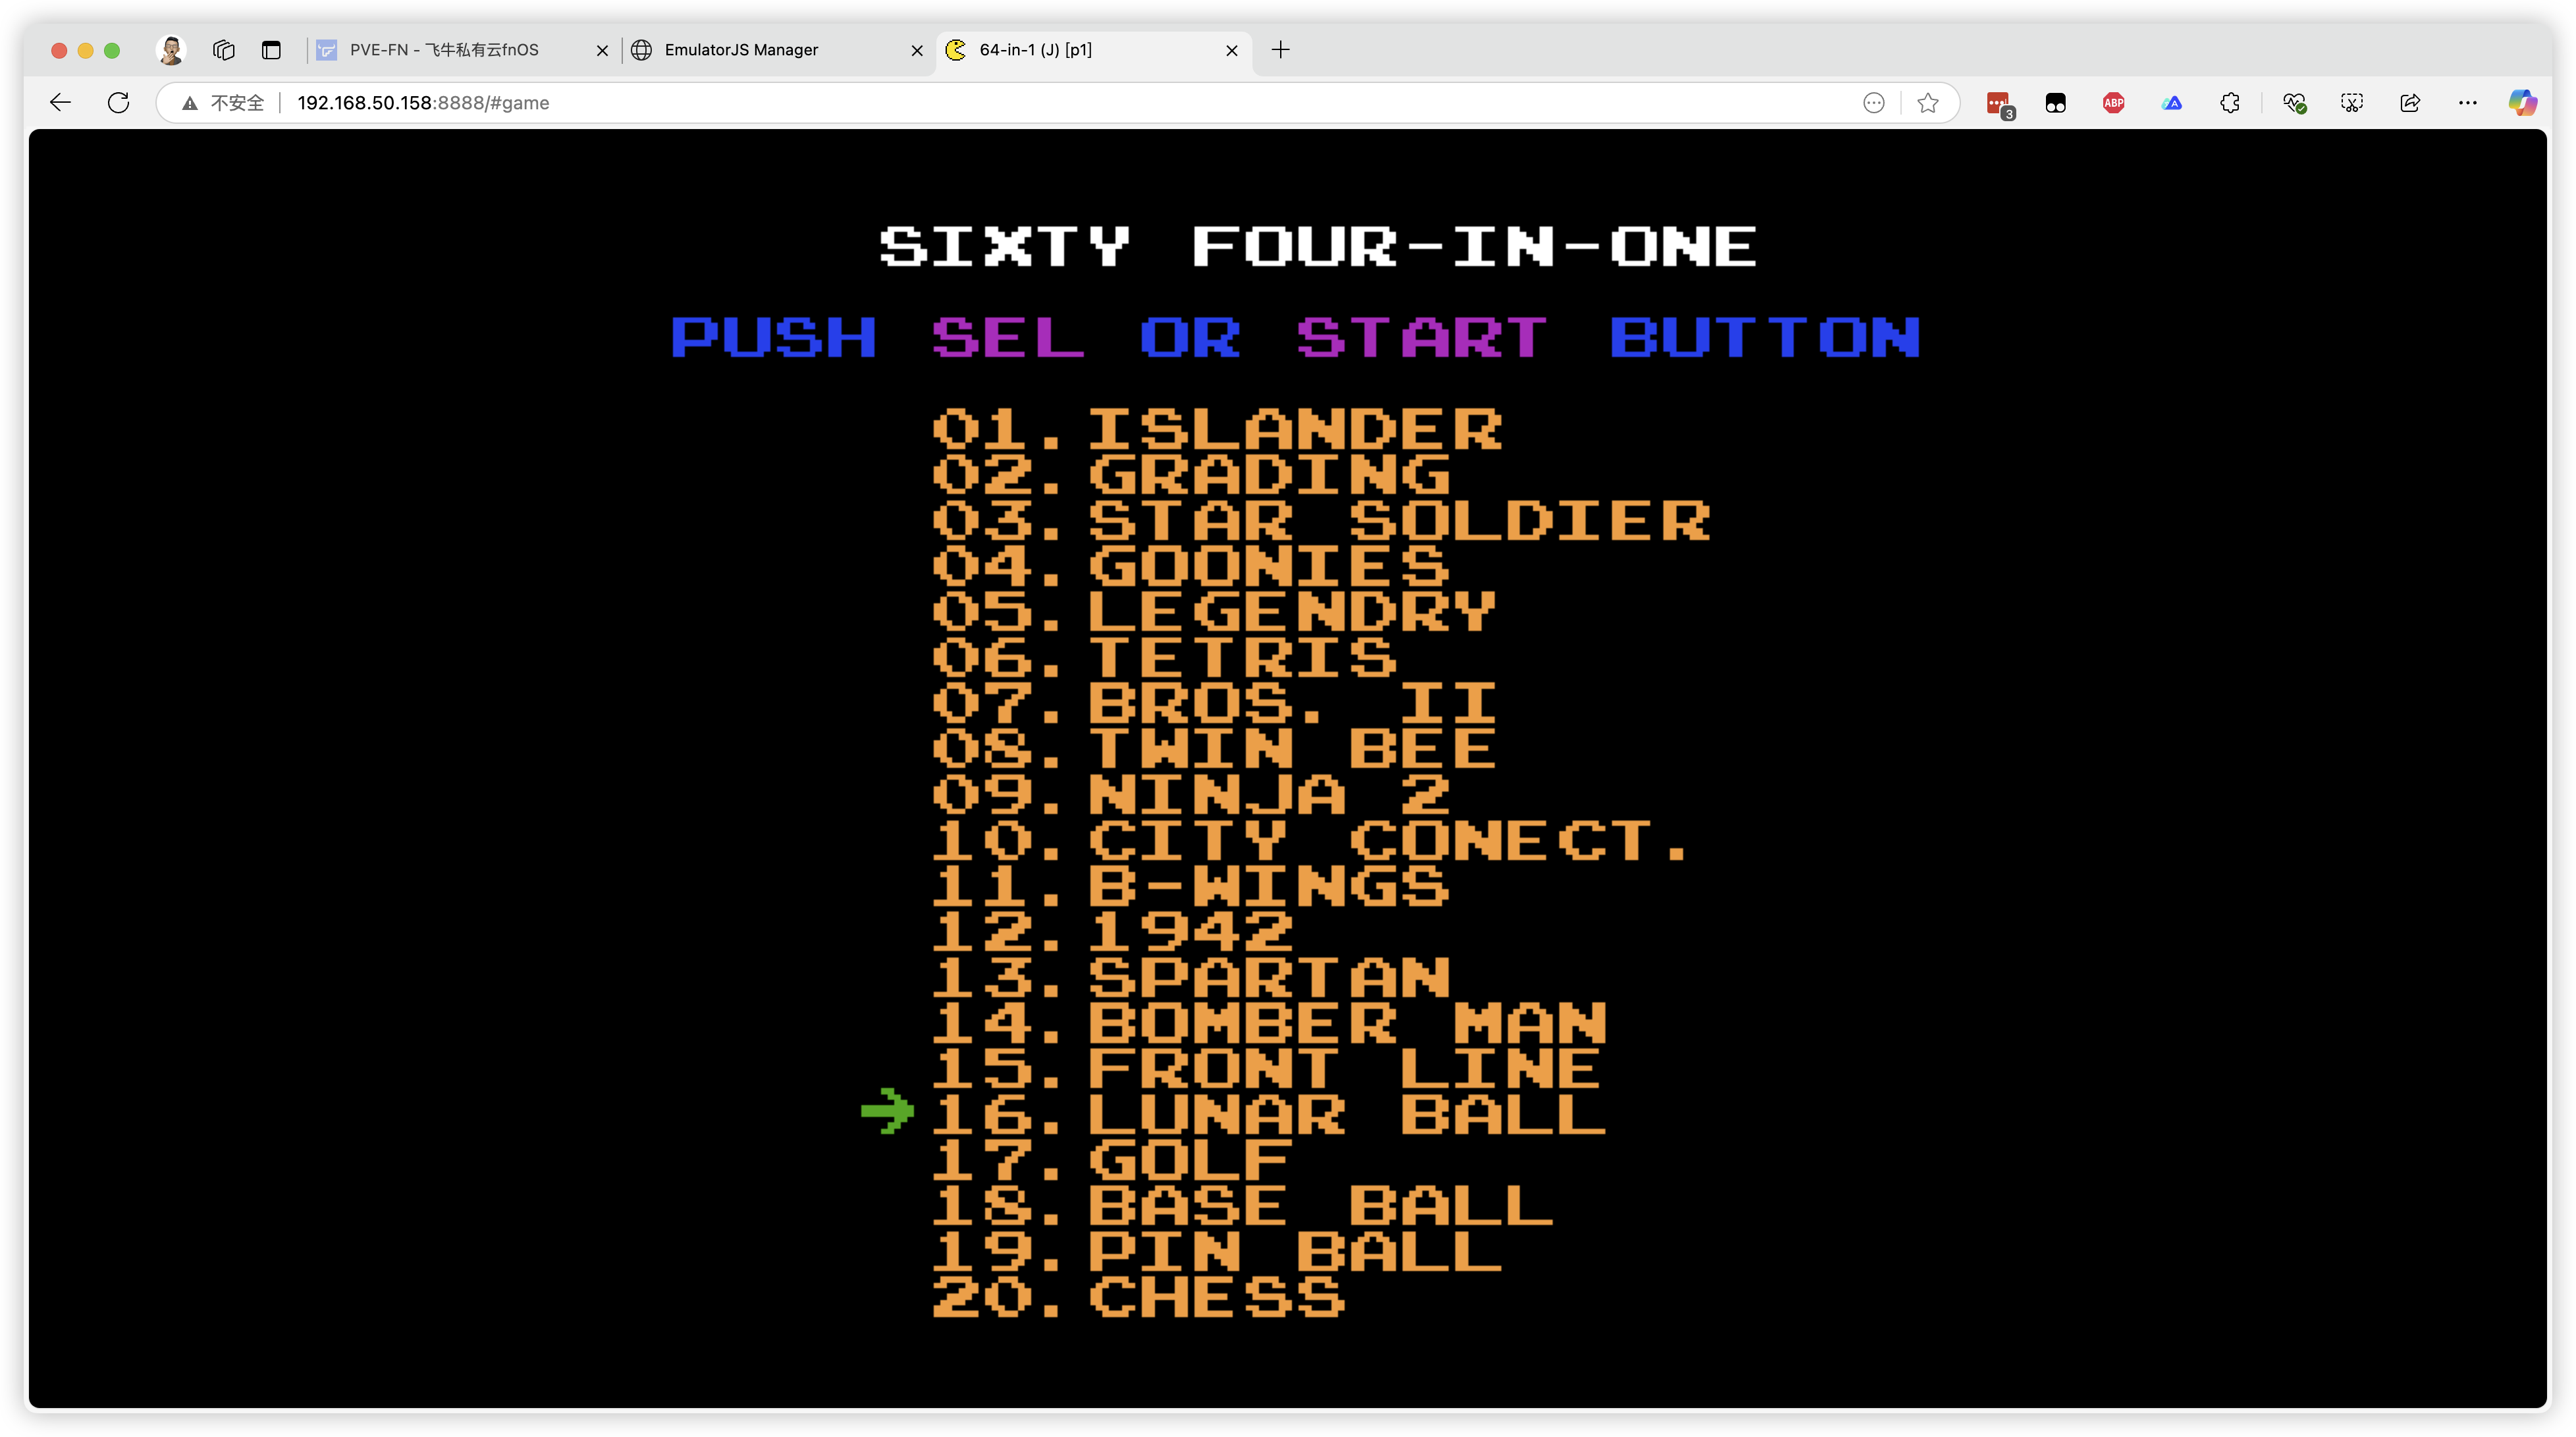 PVE-FN - 飞牛私有云fnOS
EmulatorJS Manager
64-in-1 (J) [p1]
不安全
192.168.50.158:8888/#game
3
ABP
A
SIXTY FOUR-IN-ONE
PUSH SEL OR START BUTTON
01. ISLANDER
02. GRADING
03. STAR SOLDIER
04. GOONIES
05. LEGENDRY
06. TETRIS
07. BROS. II
08. TWIN BEE
09. NINJA 2
10. CITY CONECT.
11. B-WINGS
12. 1942
13. SPARTAN
14. BOMBER MAN
15. FRONT LINE
16. LUNAR BALL
17. GOLF
18. BASE BALL
19. PIN BALL
20. CHESS